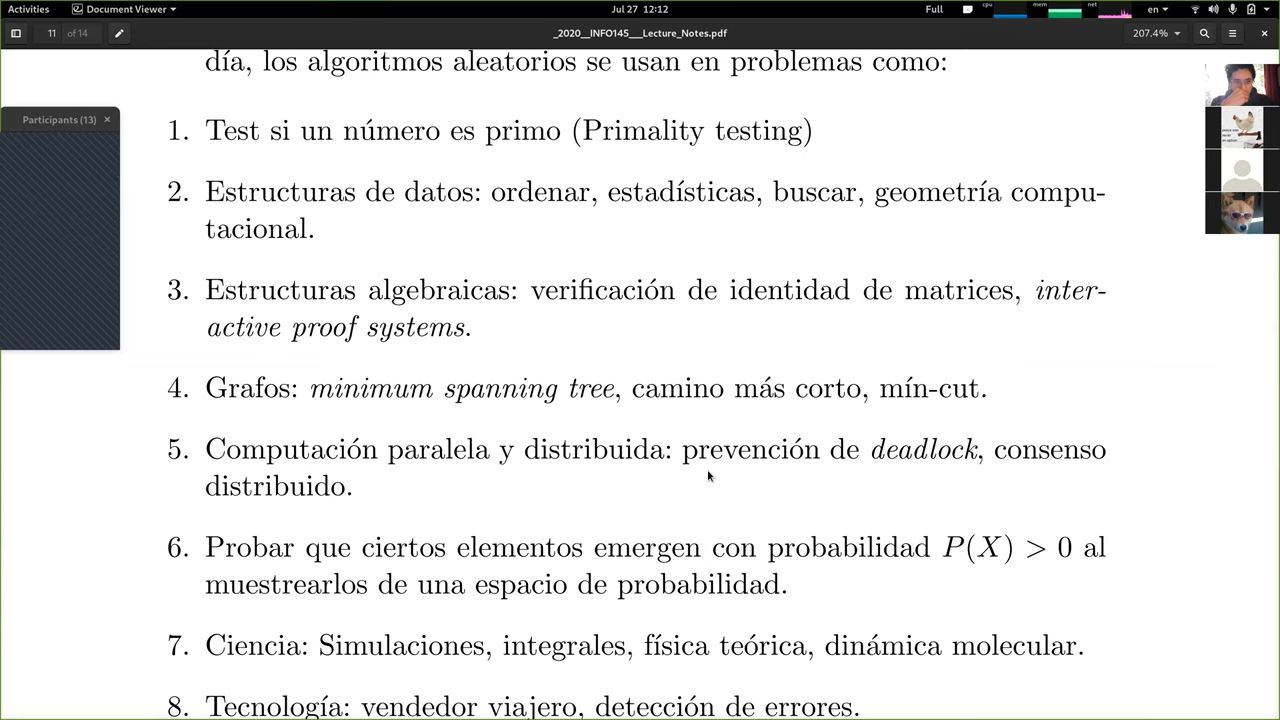 Activities
Document Viewer
Jul 27 12:12
Full
cpu
mem
net
en
11 of 14
_2020__INFO145___Lecture_Notes.pdf
207.4%
Participants (13)
día, los algoritmos aleatorios se usan en problemas como:
1. Test si un número es primo (Primality testing)
2. Estructuras de datos: ordenar, estadísticas, buscar, geometría compu-
tacional.
3. Estructuras algebraicas: verificación de identidad de matrices, inter-
active proof systems.
4. Grafos: minimum spanning tree, camino más corto, mín-cut.
5. Computación paralela y distribuida: prevención de deadlock, consenso
distribuido.
6. Probar que ciertos elementos emergen con probabilidad P(X) > 0 al
muestrearlos de una espacio de probabilidad.
7. Ciencia: Simulaciones, integrales, física teórica, dinámica molecular.
8. Tecnología: vendedor viajero, detección de errores.